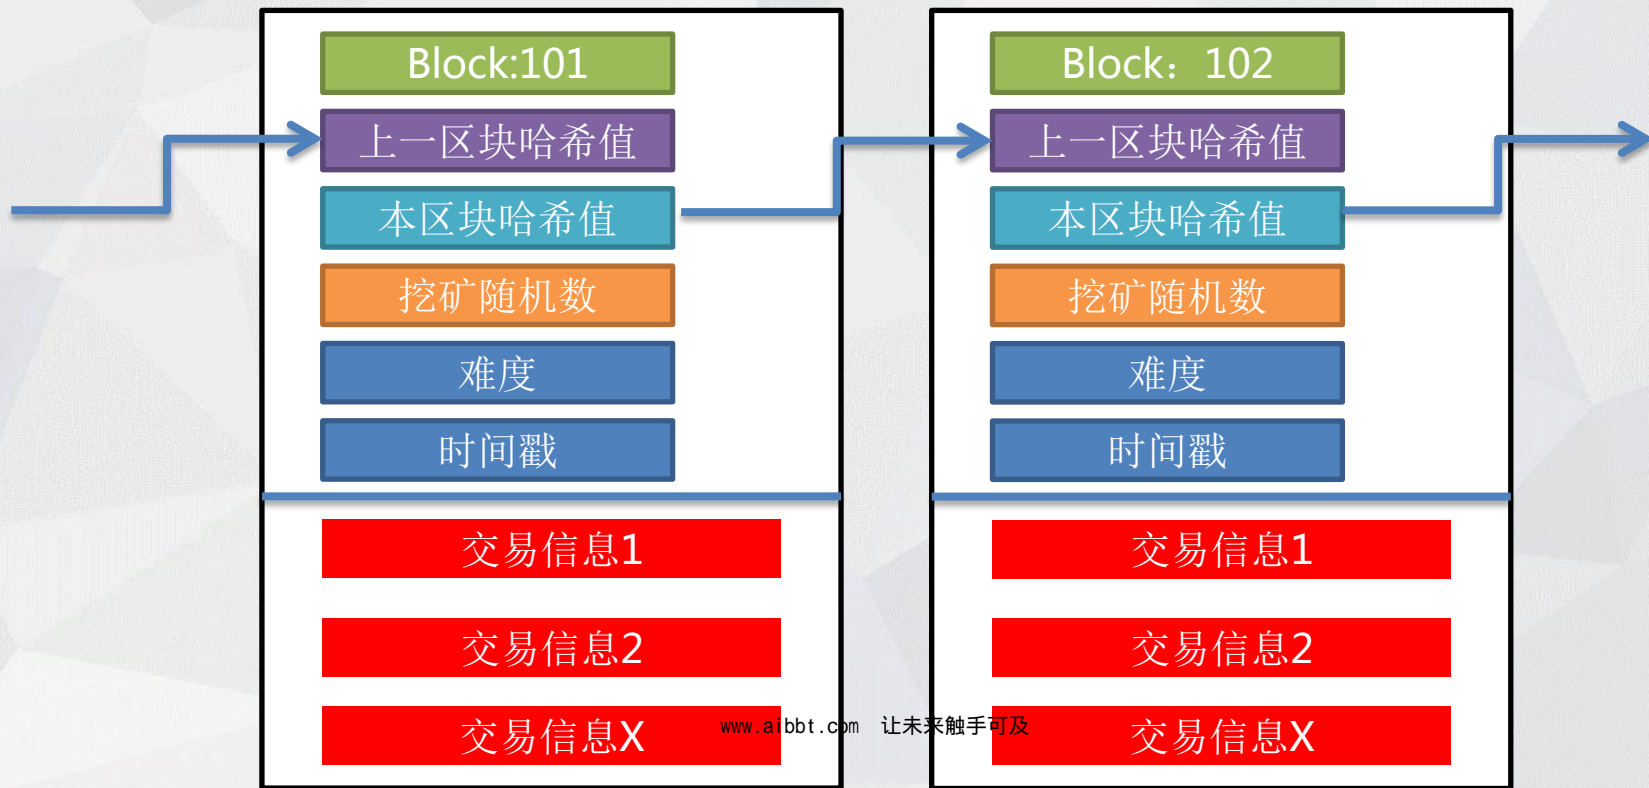 Block:101
上一区块哈希值
本区块哈希值
挖矿随机数
难度
时间戳
交易信息1
交易信息2
交易信息X
Block：102
上一区块哈希值
本区块哈希值
挖矿随机数
难度
时间戳
交易信息1
交易信息2
交易信息X
www.aibbt.com 让未来触手可及